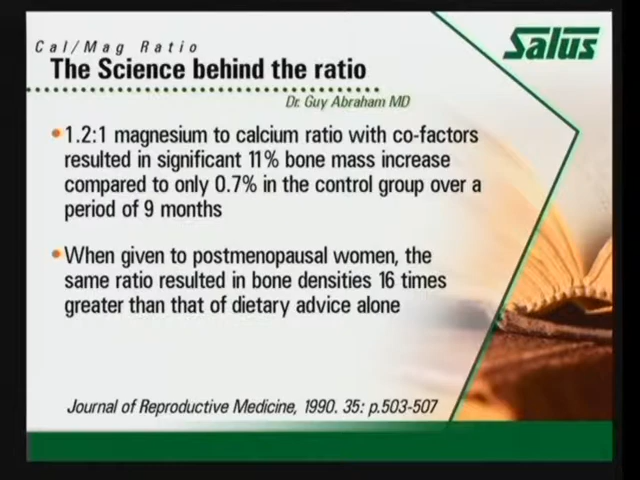 Cal/Mag Ratio
Salus
The Science behind the ratio
Dr. Guy Abraham MD
•1.2:1 magnesium to calcium ratio with co-factors
resulted in significant 11% bone mass increase
compared to only 0.7% in the control group over a
period of 9 months
•When given to postmenopausal women, the
same ratio resulted in bone densities 16 times
greater than that of dietary advice alone
Journal of Reproductive Medicine, 1990. 35: p.503-507